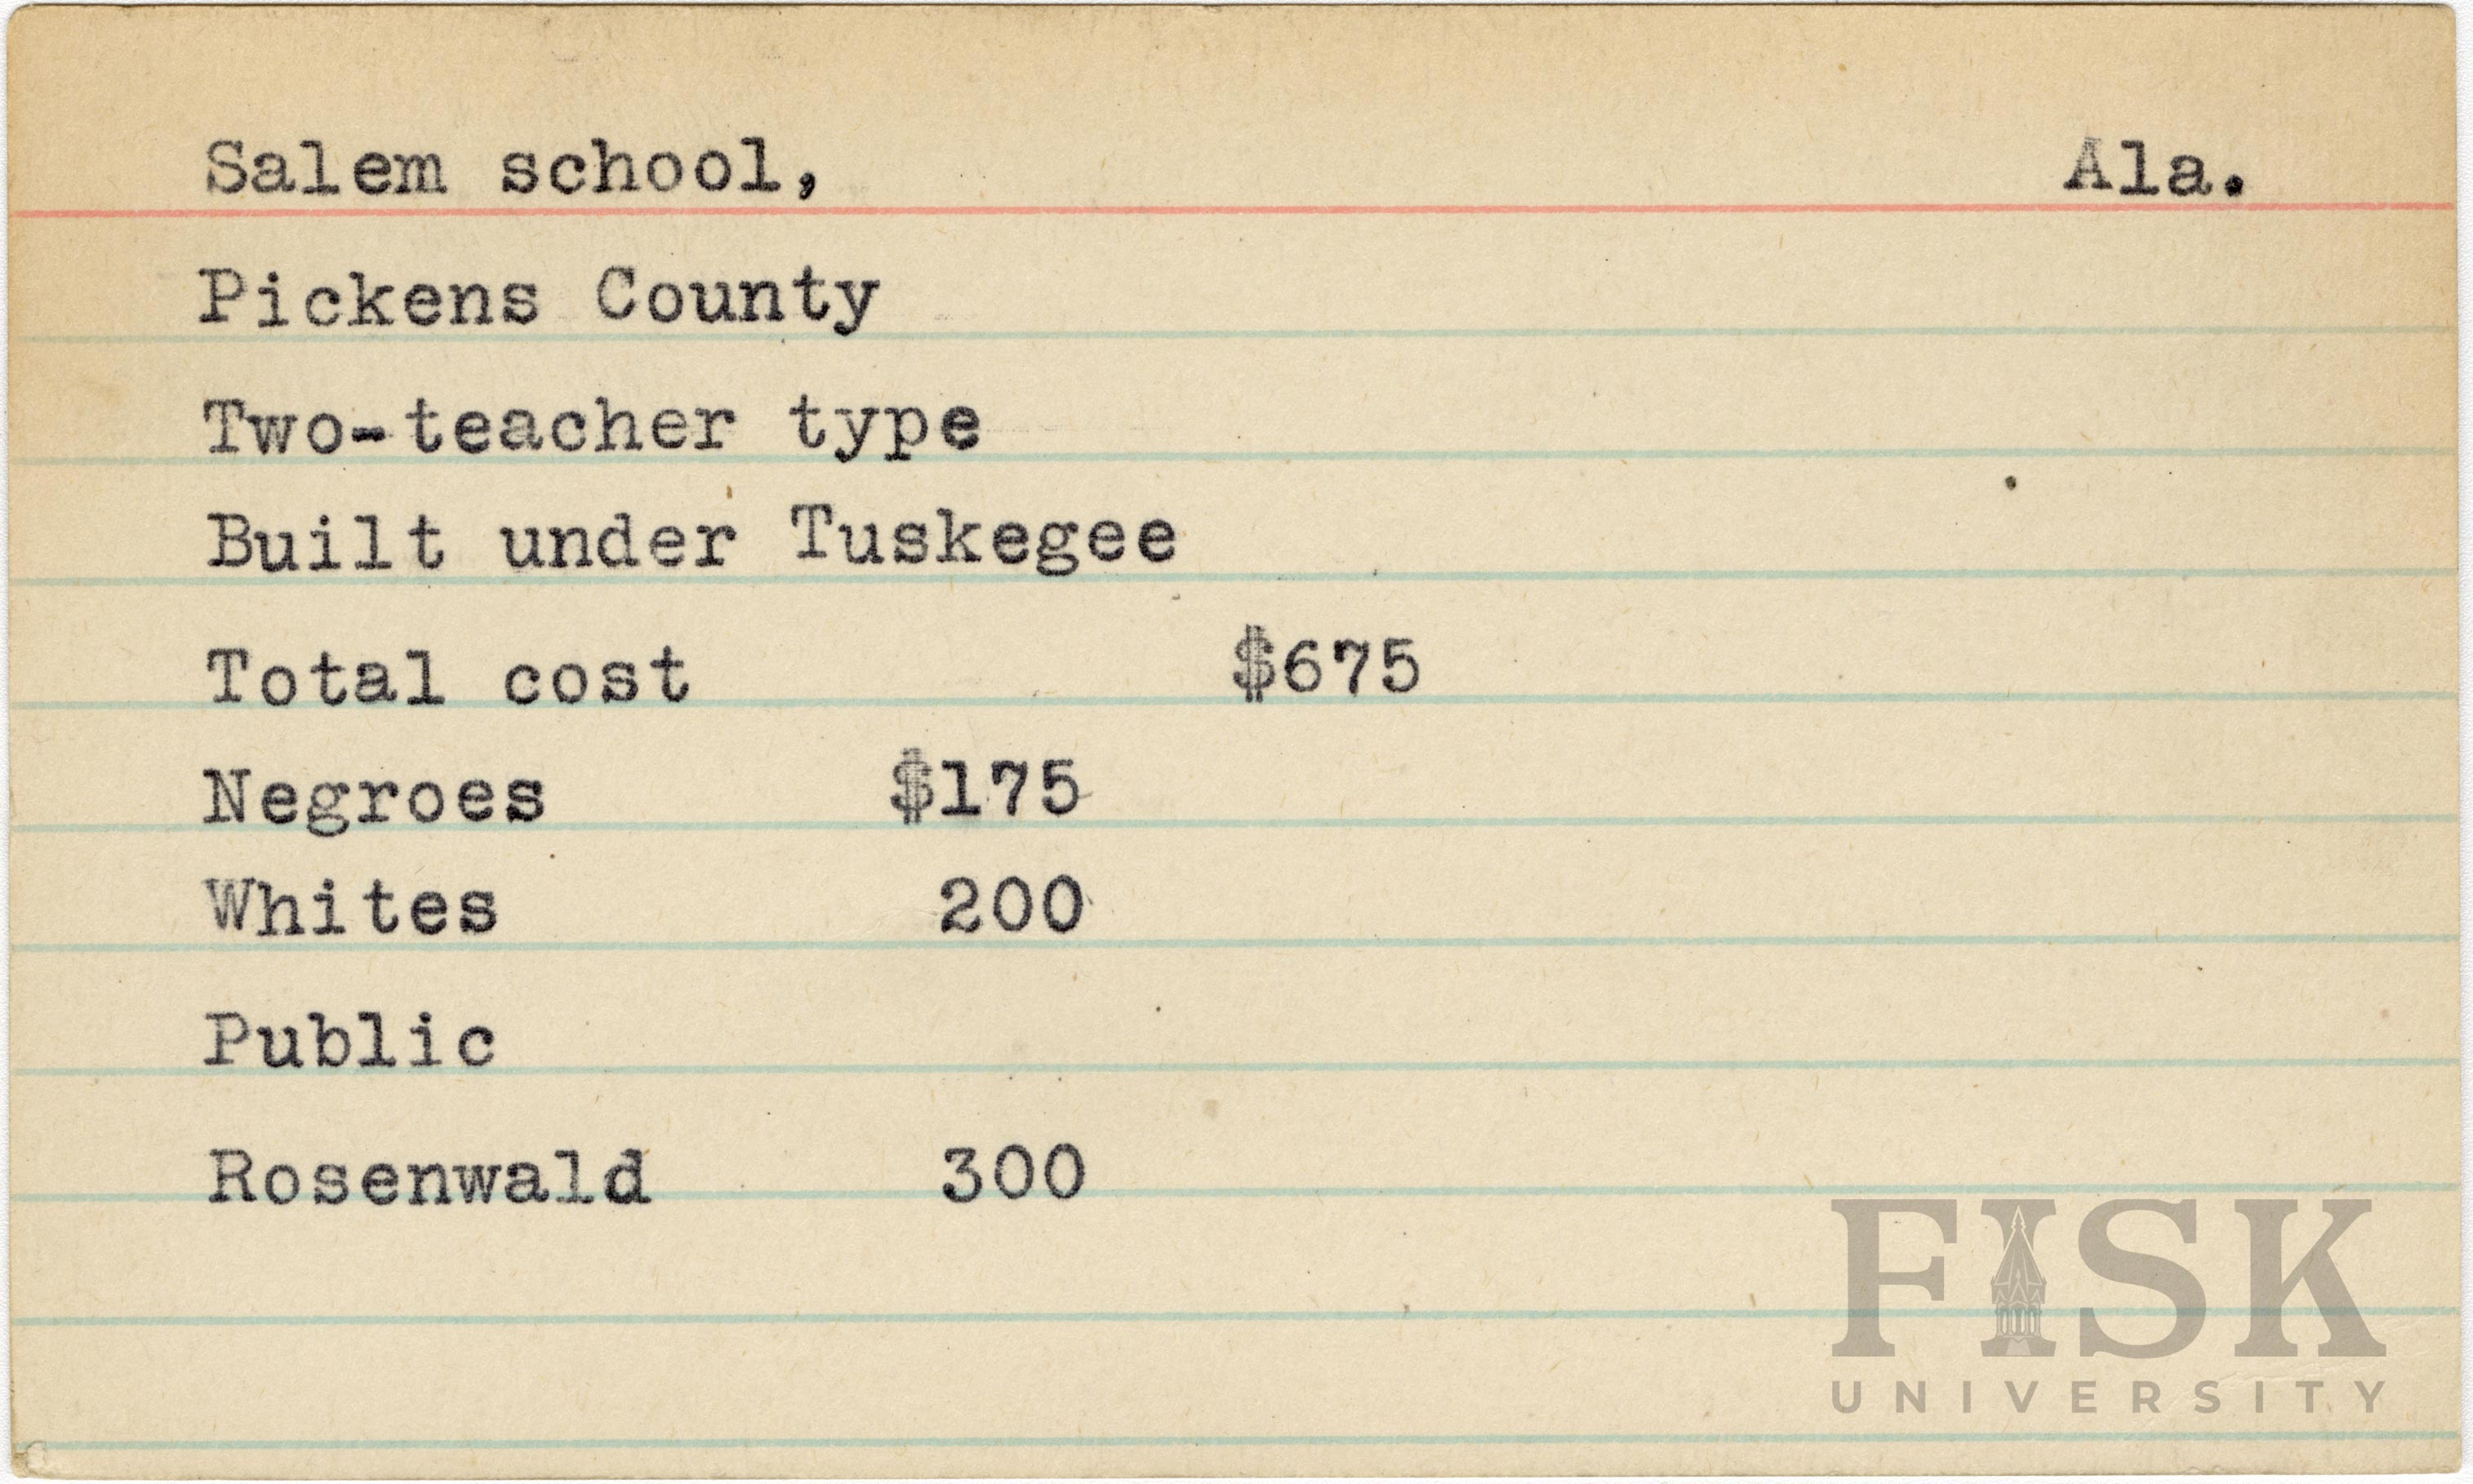 Salem school, Ala.
Pickens County
Two-teacher type
Built under Tuskegee
Total cost $675
Negroes $175
Whites 200
Public
Rosenwald 300
FISK
UNIVERSITY